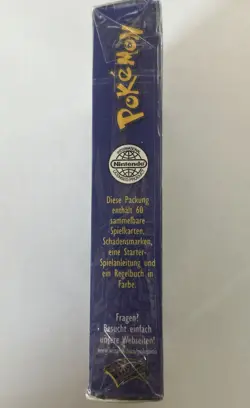 POKéMON
Nintendo
Diese Packung
enthält 60
sammelbare
Spielkarten,
Schadensmarken,
eine Starter-
Spielanleitung und
ein Regelbuch in
Farbe.
Fragen?
Besucht einfach
unsere Webseiten!